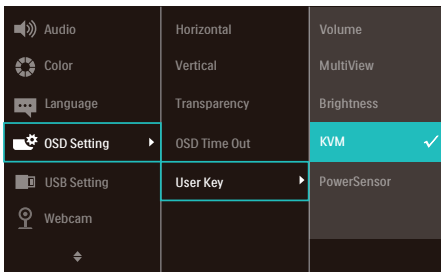 Audio
Color
Language
OSD Setting
USB Setting
Webcam
Horizontal
Vertical
Transparency
OSD Time Out
User Key
Volume
MultiView
Brightness
KVM
PowerSensor